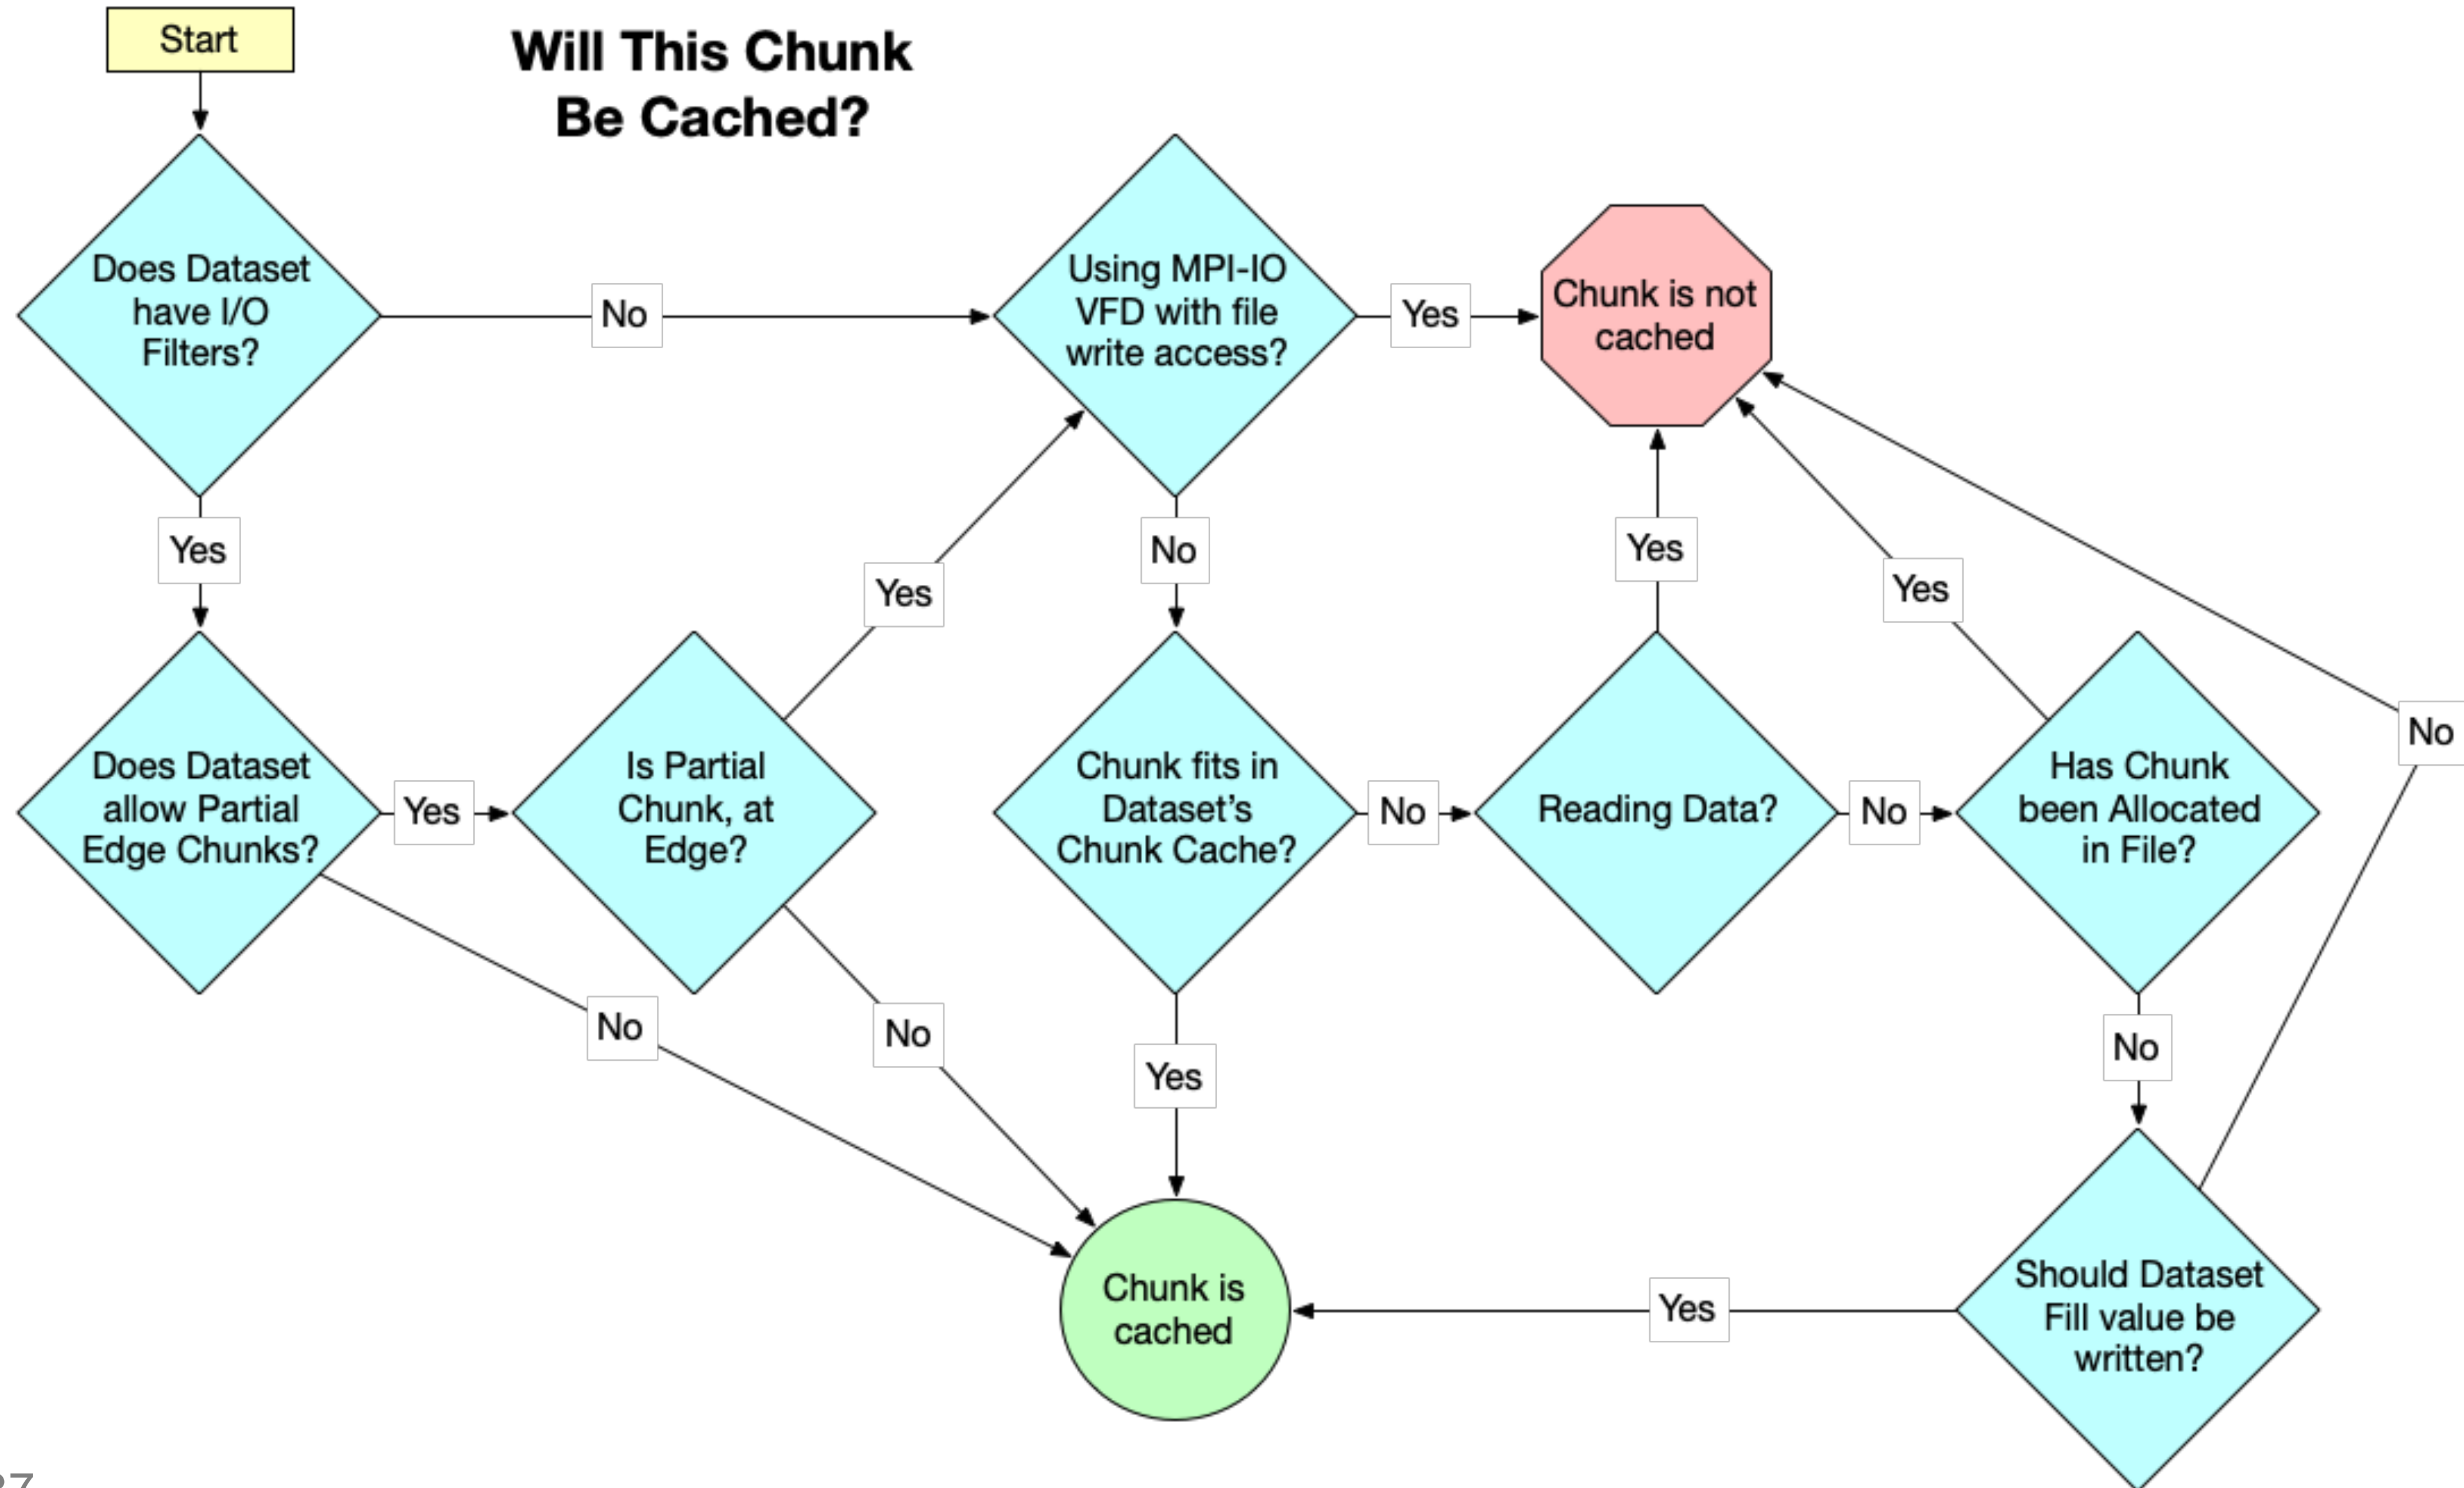 Start
Will This Chunk
Be Cached?
Does Dataset
have I/O
Filters?
No
Using MPI-IO
VFD with file
write access?
Yes
Chunk is not
cached
Yes
Yes
No
Yes
Yes
No
Does Dataset
allow Partial
Edge Chunks?
Yes
Is Partial
Chunk, at
Edge?
Chunk fits in
Dataset's
Chunk Cache?
No
Reading Data?
No
Has Chunk
been Allocated
in File?
No
No
Yes
No
Chunk is
cached
Yes
Should Dataset
Fill value be
written?